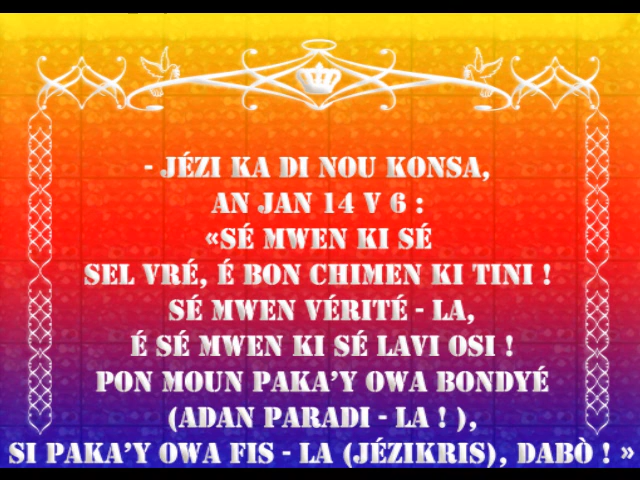 - JÉZI KA DI NOU KONSA,
AN JAN 14 V 6 :
«SÉ MWEN KI SÉ
SEL VRÉ, É BON CHIMEN KI TINI !
SÉ MWEN VÉRITÉ - LA,
É SÉ MWEN KI SÉ LAVI OSI !
PON MOUN PAKA’Y OWA BONDYÉ
(ADAN PARADI - LA ! ),
SI PAKA’Y OWA FIS - LA (JÉZIKRIS), DABÒ ! »